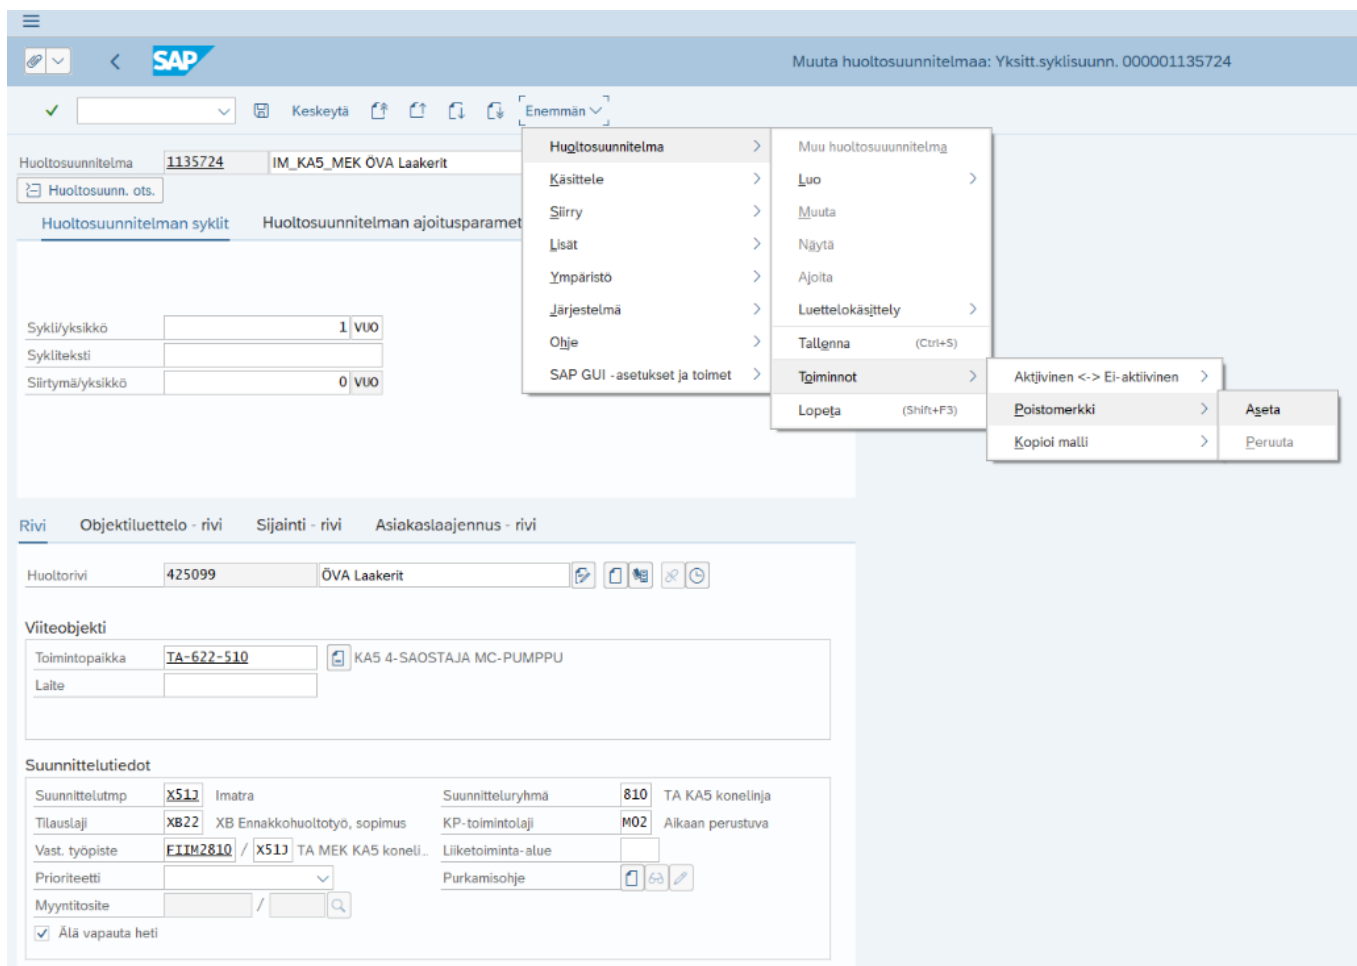 SAP
Muuta huoltosuunnitelmaa: Yksitt.syklisuunn. 000001135724
Keskeytä
Enemmän
Huoltosuunnitelma 1135724 IM_KA5_MEK ÖVA Laakerit
Huoltosuunn. ots.
Huoltosuunnitelman syklit Huoltosuunnitelman ajoitusparamet
Huoltosuunnitelma
Käsittele
Siirry
Lisät
Ympäristö
Järjestelmä
Ohje
SAP GUI -asetukset ja toimet
Muu huoltosuuunnitelma
Luo
Muuta
Näytä
Ajoita
Luettelokäsittely
Tallenna (Ctrl+S)
Toiminnot
Lopeta (Shift+F3)
Aktiivinen <-> Ei-aktiivinen
Poistomerkki
Kopioi malli
Aseta
Peruuta
Sykli/yksikkö 1 VUO
Sykliteksti
Siirtymä/yksikkö 0 VUO
Rivi Objektiluettelo - rivi Sijainti - rivi Asiakaslaajennus - rivi
Huoltorivi 425099 ÖVA Laakerit
Viiteobjekti
Toimintopaikka TA-622-510 KA5 4-SAOSTAJA MC-PUMPPU
Laite
Suunnittelutiedot
Suunnittelutmp X51J Imatra Suunnitteluryhmä 810 TA KA5 konelinja
Tilauslaji XB22 XB Ennakkohuoltotyö, sopimus KP-toimintolaji M02 Aikaan perustuva
Vast. työpiste FIIM2810 / X51J TA MEK KA5 koneli... Liiketoiminta-alue
Prioriteetti Purkamisohje
Myyntitosite /
Älä vapauta heti